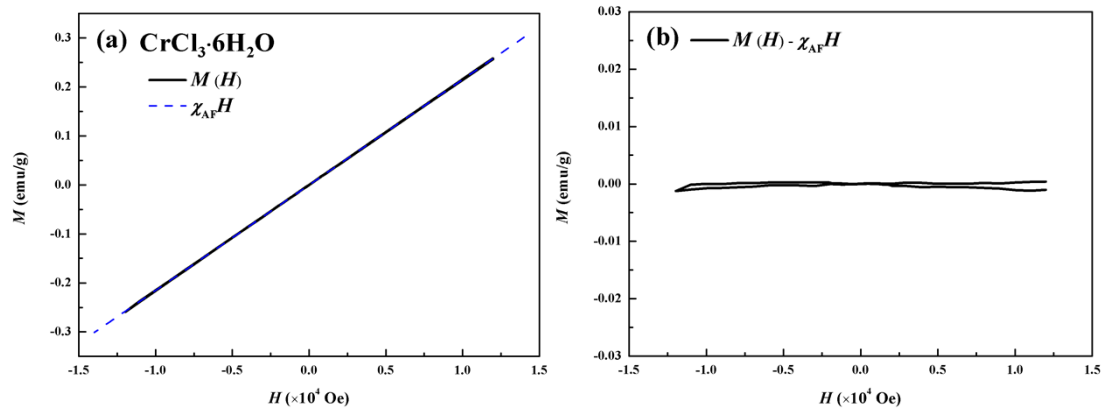 (a) CrCl₃·6H₂O
M (H)
χ_AF H
0.3
0.2
0.1
0.0
-0.1
-0.2
-0.3
M (emu/g)
-1.5 -1.0 -0.5 0.0 0.5 1.0 1.5
H (×10⁴ Oe)
(b) M (H) - χ_AF H
0.03
0.02
0.01
0.00
-0.01
-0.02
-0.03
M (emu/g)
-1.5 -1.0 -0.5 0.0 0.5 1.0 1.5
H (×10⁴ Oe)